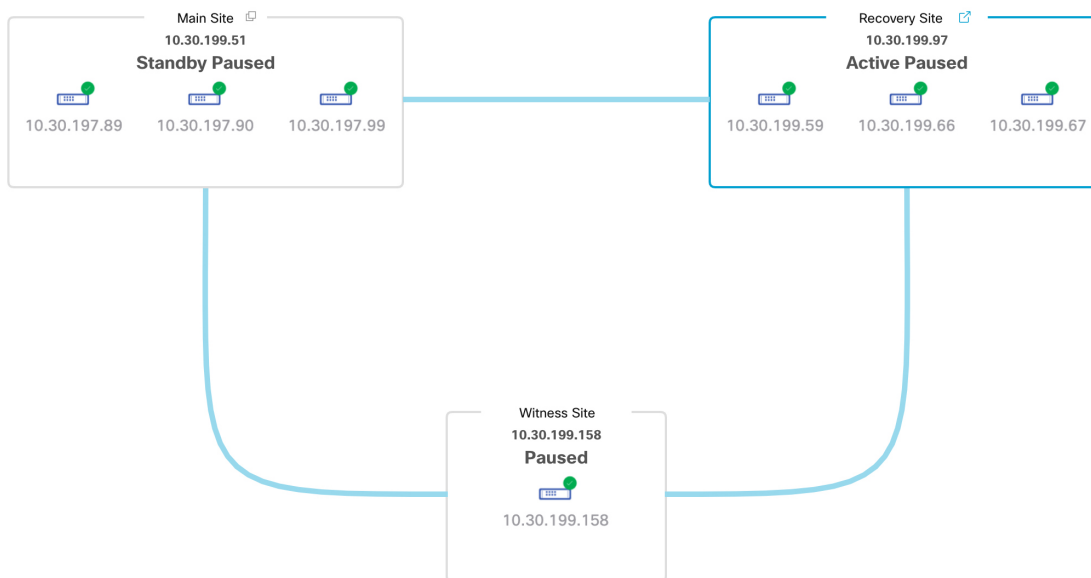 Main Site
10.30.199.51
Standby Paused
10.30.197.89 10.30.197.90 10.30.197.99
Recovery Site
10.30.199.97
Active Paused
10.30.199.59 10.30.199.66 10.30.199.67
Witness Site
10.30.199.158
Paused
10.30.199.158